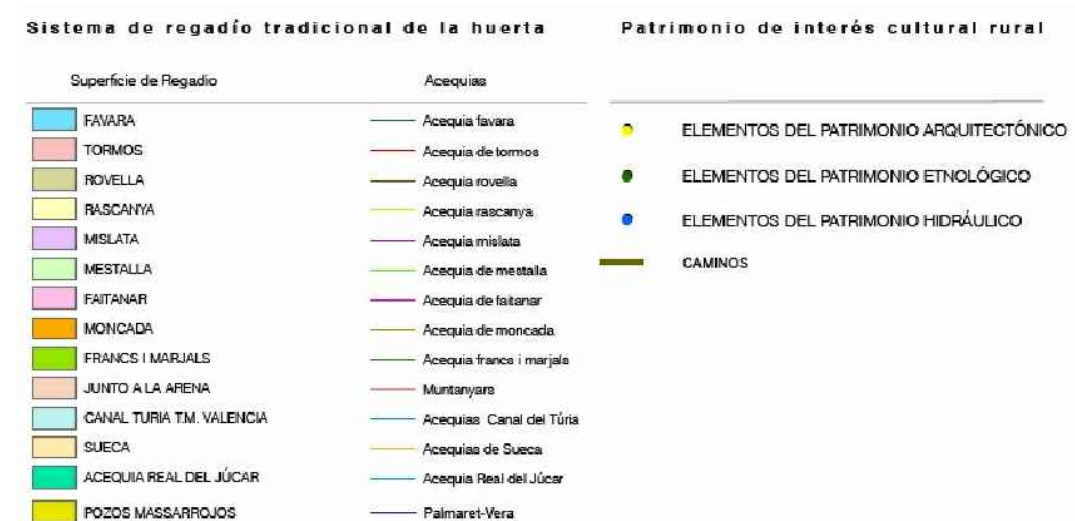 Sistema de regadío tradicional de la huerta
Superficie de Regadio
FAVARA
TORMOS
ROVELLA
RASCANYA
MISLATA
MESTALLA
FAITANAR
MONCADA
FRANCS I MARJALS
JUNTO A LA ARENA
CANAL TURIA T.M. VALENCIA
SUECA
ACEQUIA REAL DEL JÚCAR
POZOS MASSARROJOS
Acequias
Acequia favara
Acequia de tormos
Acequia rovella
Acequia rascanya
Acequia mislata
Acequia de mestalla
Acequia de faitanar
Acequia de moncada
Acequia francs i marjals
Muntanyars
Acequias Canal del Túria
Acequias de Sueca
Acequia Real del Júcar
Palmaret-Vera
Patrimonio de interés cultural rural
ELEMENTOS DEL PATRIMONIO ARQUITECTÓNICO
ELEMENTOS DEL PATRIMONIO ETNOLÓGICO
ELEMENTOS DEL PATRIMONIO HIDRÁULICO
CAMINOS